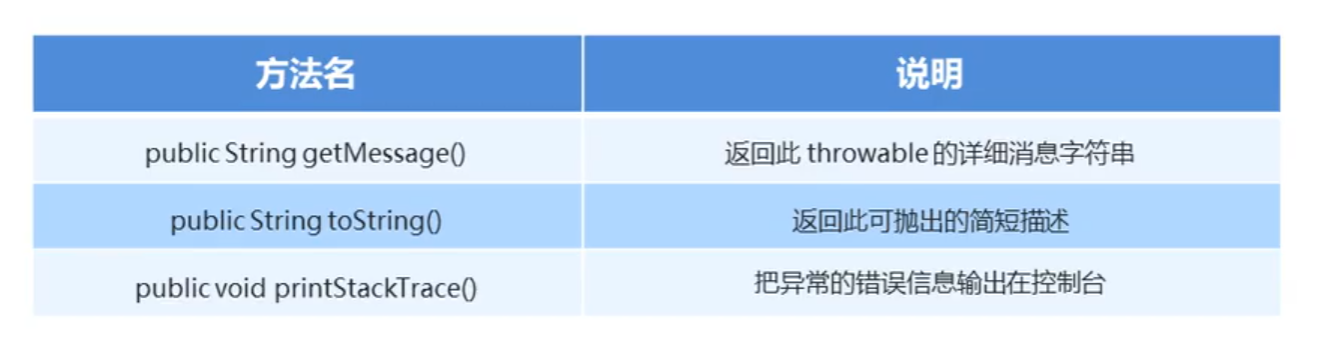 方法名 说明
public String getMessage() 返回此 throwable 的详细消息字符串
public String toString() 返回此可抛出的简短描述
public void printStackTrace() 把异常的错误信息输出在控制台